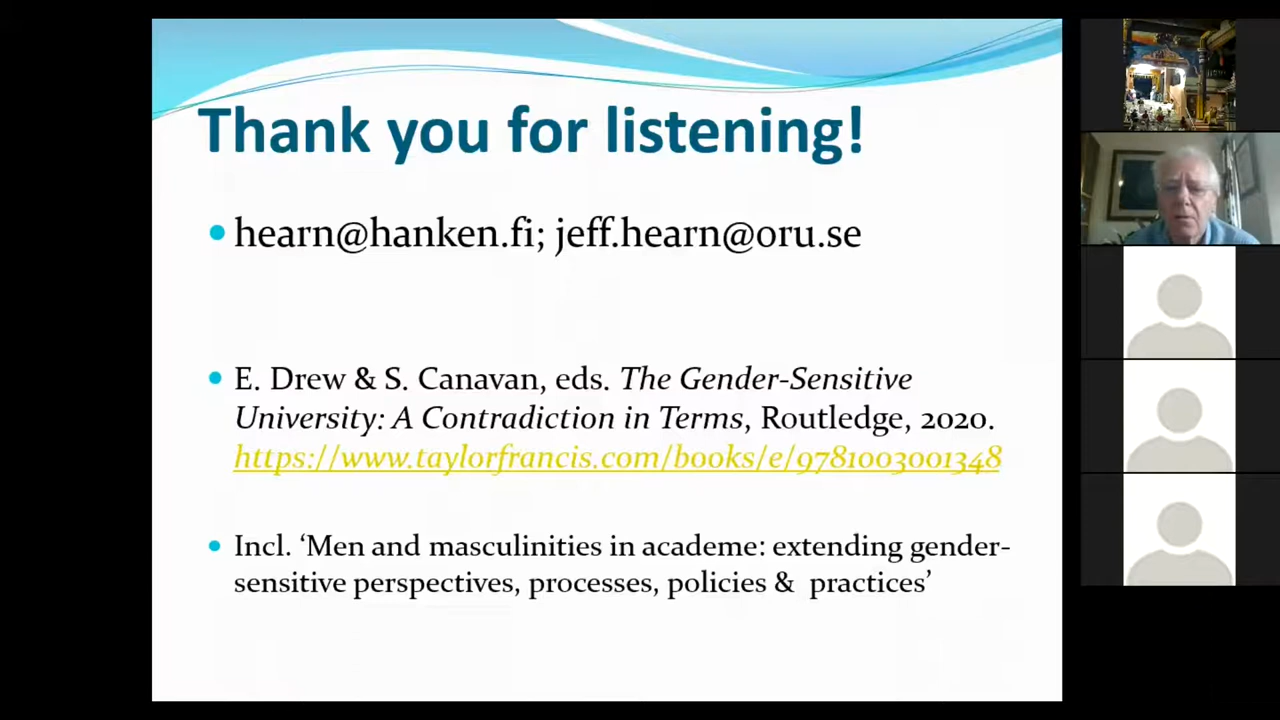 Thank you for listening!
hearn@hanken.fi; jeff.hearn@oru.se
E. Drew & S. Canavan, eds. The Gender-Sensitive
University: A Contradiction in Terms, Routledge, 2020.
https://www.taylorfrancis.com/books/e/9781003001348
Incl. ‘Men and masculinities in academe: extending gender-
sensitive perspectives, processes, policies & practices’